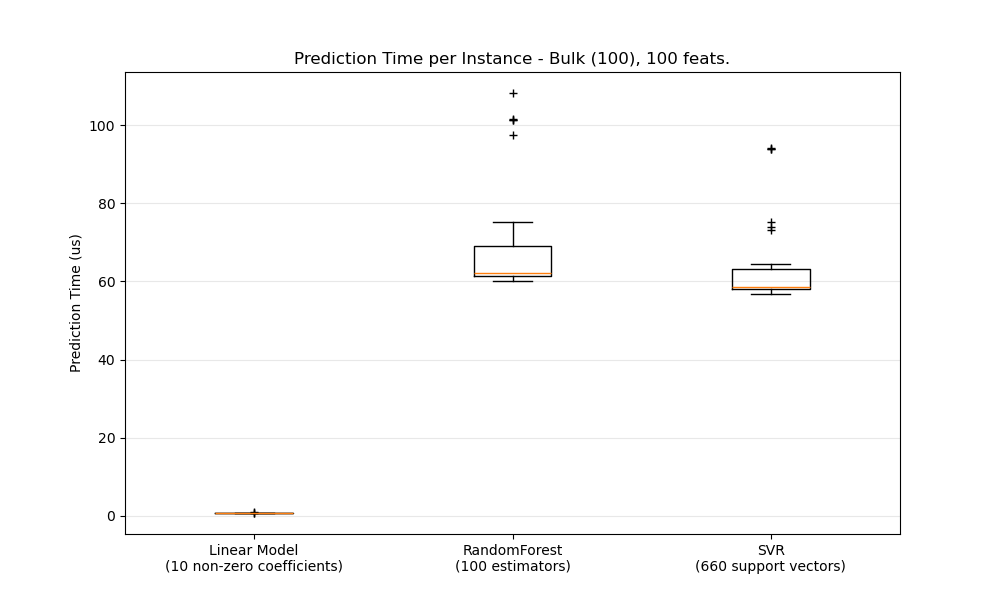 Prediction Time per Instance - Bulk (100), 100 feats.
Prediction Time (us)
100
80
60
40
20
0
Linear Model
(10 non-zero coefficients)
RandomForest
(100 estimators)
SVR
(660 support vectors)